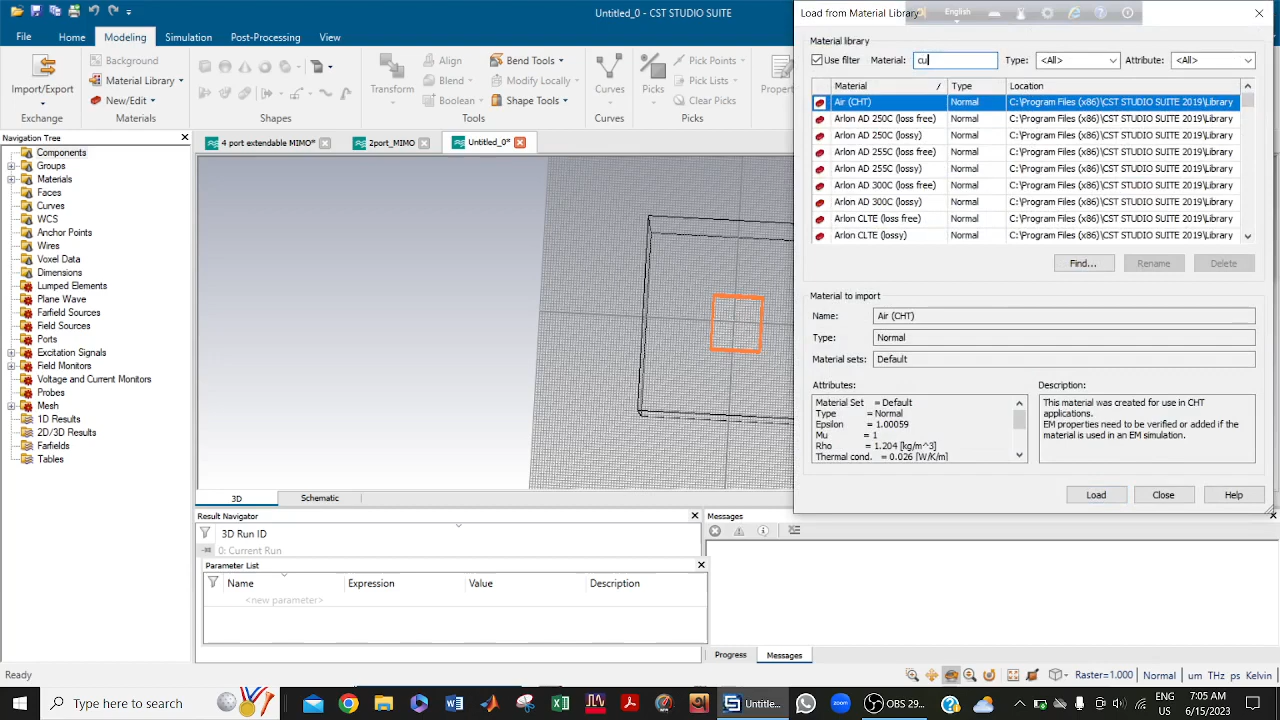 Untitled_0 - CST STUDIO SUITE
File Home Modeling Simulation Post-Processing View
Import/Export
Exchange
Background
Material Library
New/Edit
Materials
Shapes
Transform
Align
Blend
Boolean
Bend Tools
Modify Locally
Shape Tools
Tools
Curves
Curves
Picks
Pick Points
Pick Lists
Clear Picks
Picks
Propert
Navigation Tree
Components
Groups
Materials
Faces
Curves
WCS
Anchor Points
Wires
Voxel Data
Dimensions
Lumped Elements
Plane Wave
Farfield Sources
Field Sources
Ports
Excitation Signals
Field Monitors
Voltage and Current Monitors
Probes
Mesh
1D Results
2D/3D Results
Farfields
Tables
4 port extendable MIMO*
2port_MIMO
Untitled_0*
3D Schematic
Result Navigator
3D Run ID
0: Current Run
Parameter List
Name Expression Value Description
<new parameter>
Messages
Progress Messages
Load from Material Library
English
Material library
Use filter Material: cu Type: <All> Attribute: <All>
Material / Type Location
Air (CHT) Normal C:\Program Files (x86)\CST STUDIO SUITE 2019\Library
Arlon AD 250C (loss free) Normal C:\Program Files (x86)\CST STUDIO SUITE 2019\Library
Arlon AD 250C (lossy) Normal C:\Program Files (x86)\CST STUDIO SUITE 2019\Library
Arlon AD 255C (loss free) Normal C:\Program Files (x86)\CST STUDIO SUITE 2019\Library
Arlon AD 255C (lossy) Normal C:\Program Files (x86)\CST STUDIO SUITE 2019\Library
Arlon AD 300C (loss free) Normal C:\Program Files (x86)\CST STUDIO SUITE 2019\Library
Arlon AD 300C (lossy) Normal C:\Program Files (x86)\CST STUDIO SUITE 2019\Library
Arlon CLTE (loss free) Normal C:\Program Files (x86)\CST STUDIO SUITE 2019\Library
Arlon CLTE (lossy) Normal C:\Program Files (x86)\CST STUDIO SUITE 2019\Library
Find... Rename Delete
Material to import
Name: Air (CHT)
Type: Normal
Material sets: Default
Attributes:
Material Set = Default
Type = Normal
Epsilon = 1.00059
Mu = 1
Rho = 1.204 [kg/m^3]
Thermal cond. = 0.026 [W/K/m]
Description:
This material was created for use in CHT
applications.
EM properties need to be verified or added if the
material is used in an EM simulation.
Load Close Help
Ready
Raster=1.000 Normal um THz ps Kelvin
Type here to search
Untitle...
OBS 29....
ENG
US
7:05 AM
6/15/2023